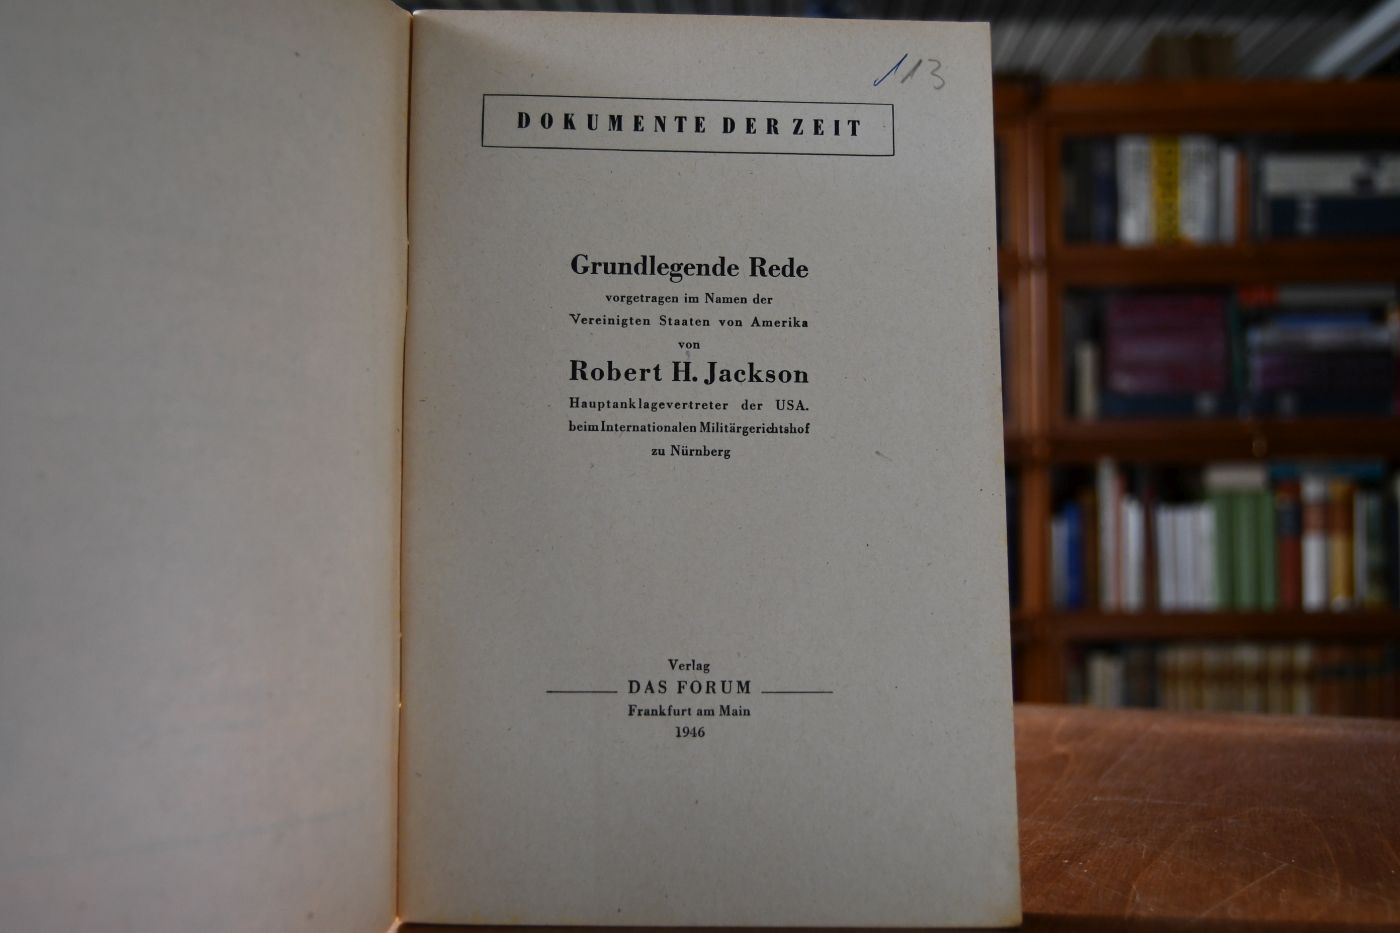 113
DOKUMENTE DER ZEIT
Grundlegende Rede
vorgetragen im Namen der
Vereinigten Staaten von Amerika
von
Robert H. Jackson
Hauptanklagevertreter der USA.
beim Internationalen Militärgerichtshof
zu Nürnberg
Verlag
DAS FORUM
Frankfurt am Main
1946